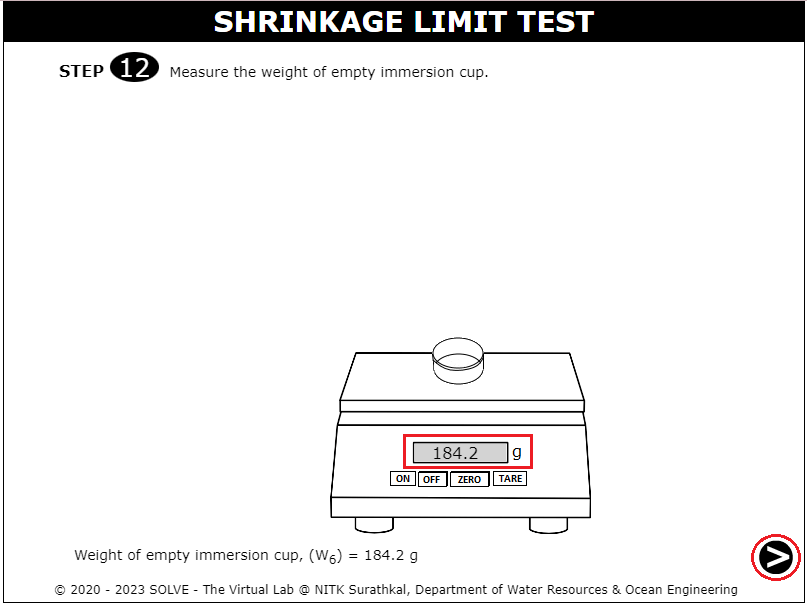 SHRINKAGE LIMIT TEST
STEP 12 Measure the weight of empty immersion cup.
184.2 g
ON OFF ZERO TARE
Weight of empty immersion cup, (W6) = 184.2 g
>
© 2020 - 2023 SOLVE - The Virtual Lab @ NITK Surathkal, Department of Water Resources & Ocean Engineering